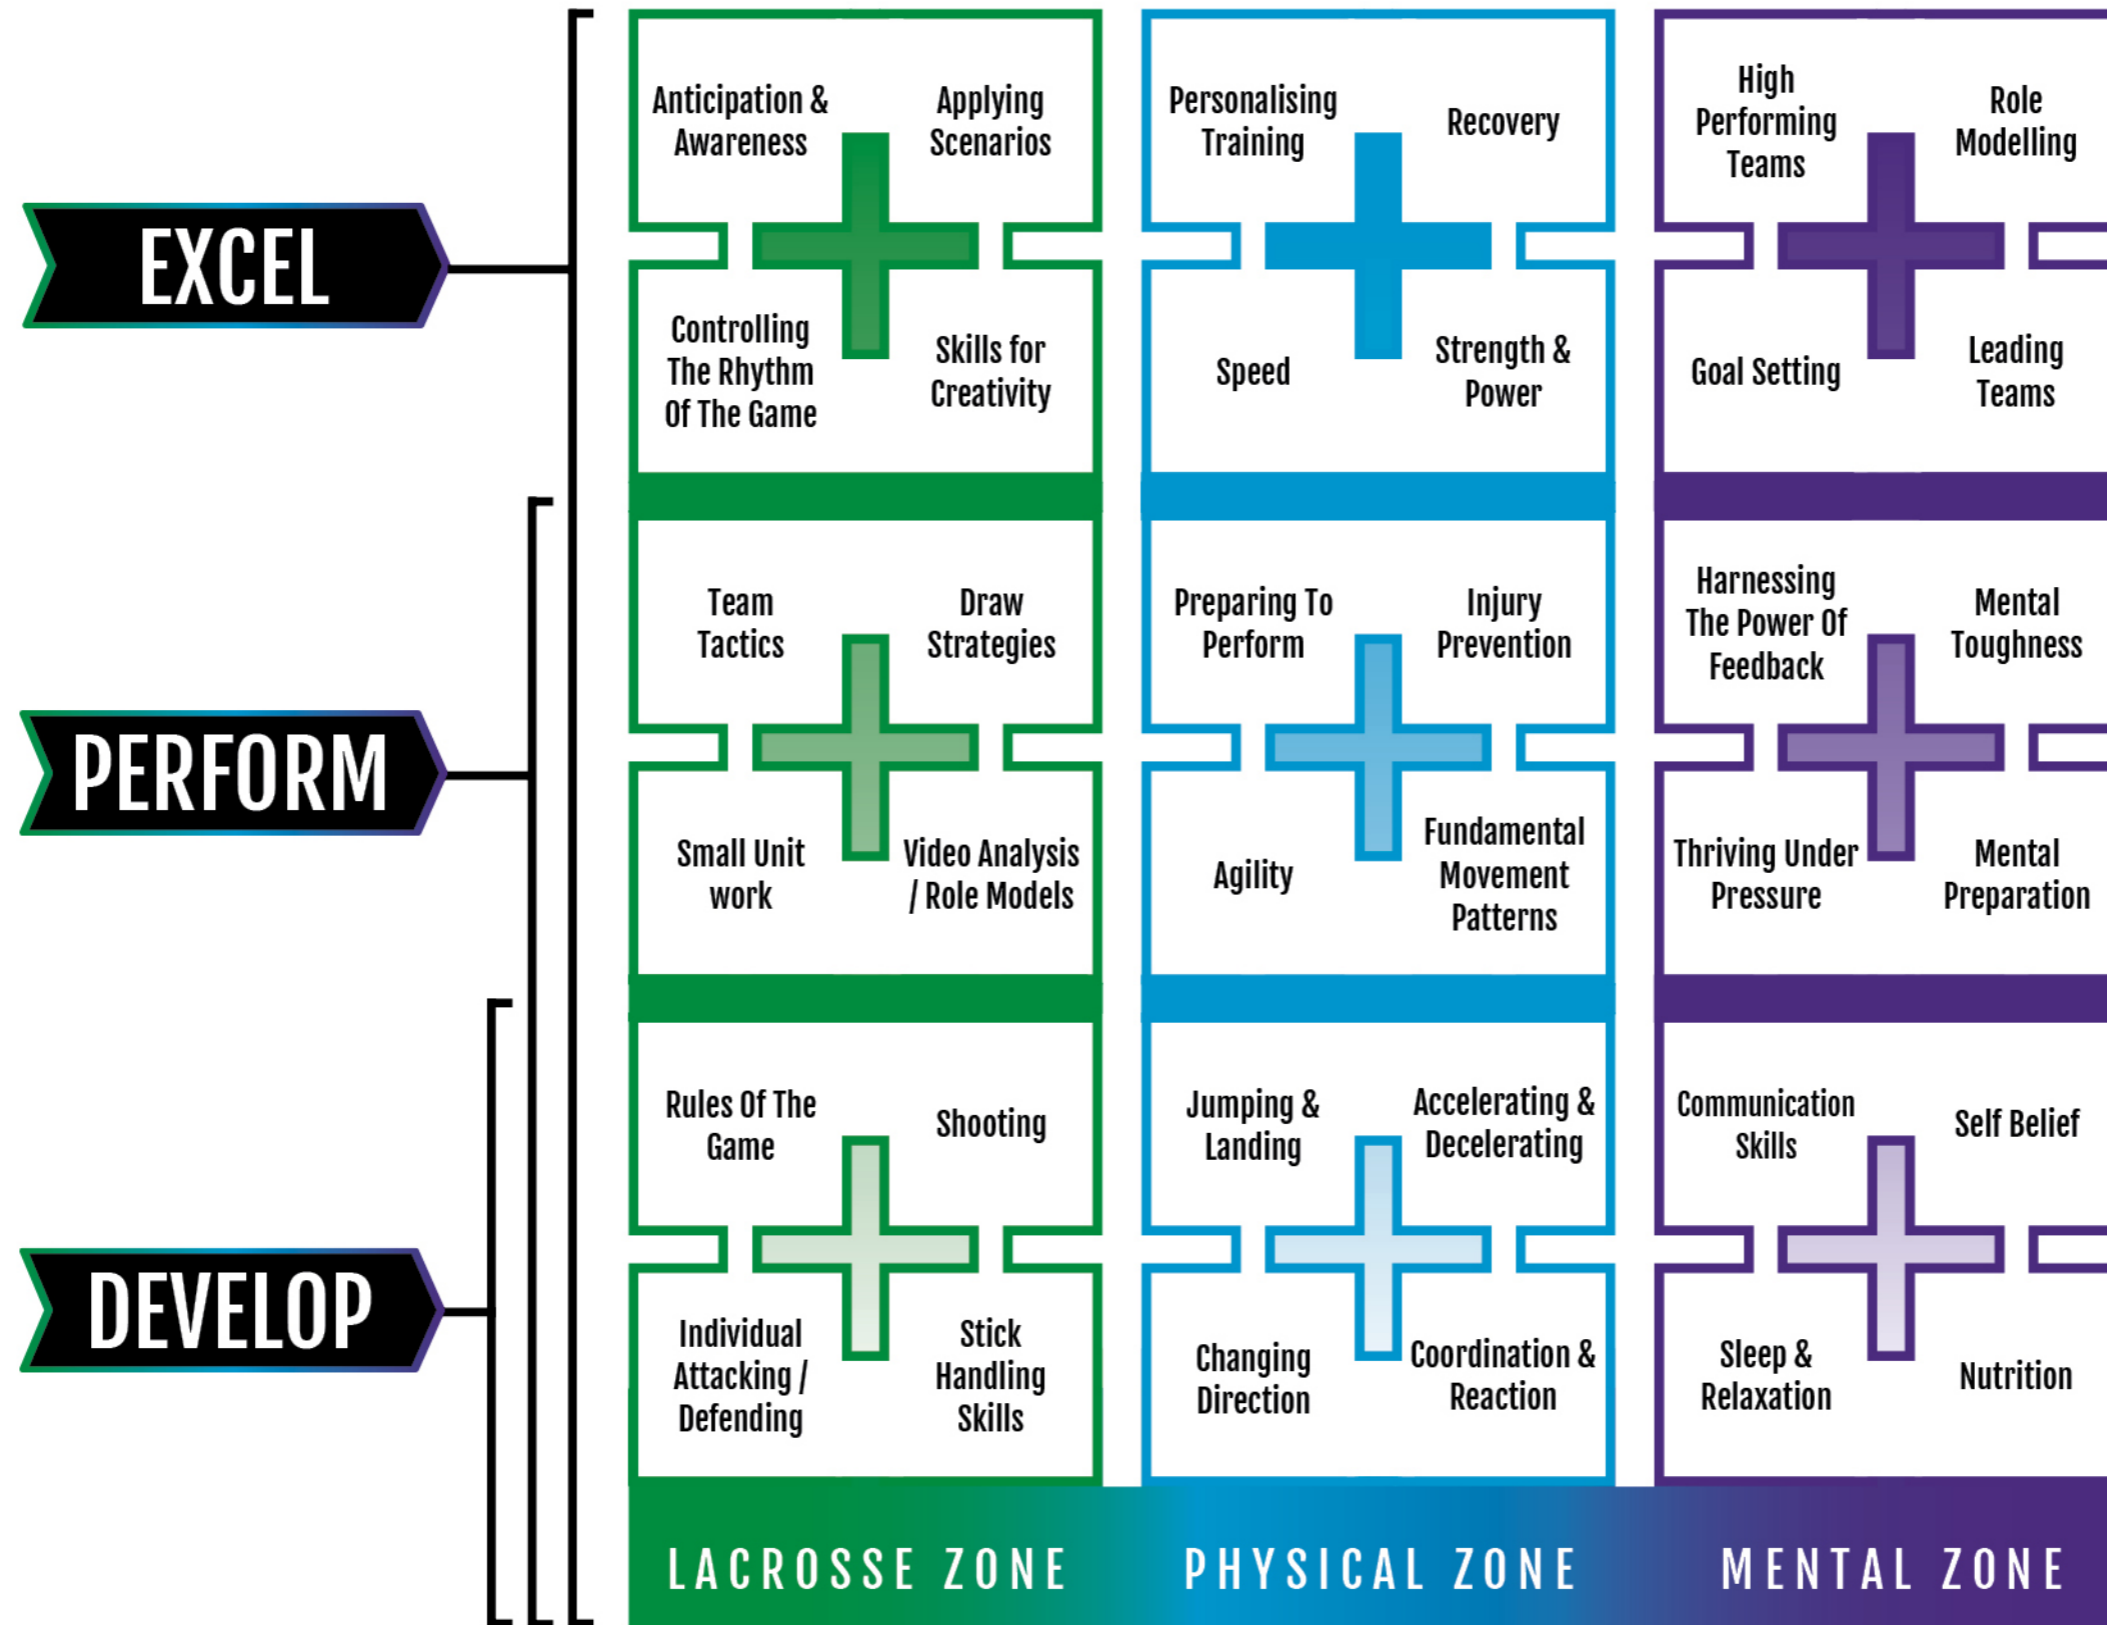 EXCEL
Anticipation &
Awareness
Applying
Scenarios
Controlling
The Rhythm
Of The Game
Skills for
Creativity
Personalising
Training
Recovery
Speed
Strength &
Power
High
Performing
Teams
Role
Modelling
Goal Setting
Leading
Teams
PERFORM
Team
Tactics
Draw
Strategies
Small Unit
work
Video Analysis
/ Role Models
Preparing To
Perform
Injury
Prevention
Agility
Fundamental
Movement
Patterns
Harnessing
The Power Of
Feedback
Mental
Toughness
Thriving Under
Pressure
Mental
Preparation
DEVELOP
Rules Of The
Game
Shooting
Individual
Attacking /
Defending
Stick
Handling
Skills
Jumping &
Landing
Accelerating &
Decelerating
Changing
Direction
Coordination &
Reaction
Communication
Skills
Self Belief
Sleep &
Relaxation
Nutrition
LACROSSE ZONE
PHYSICAL ZONE
MENTAL ZONE